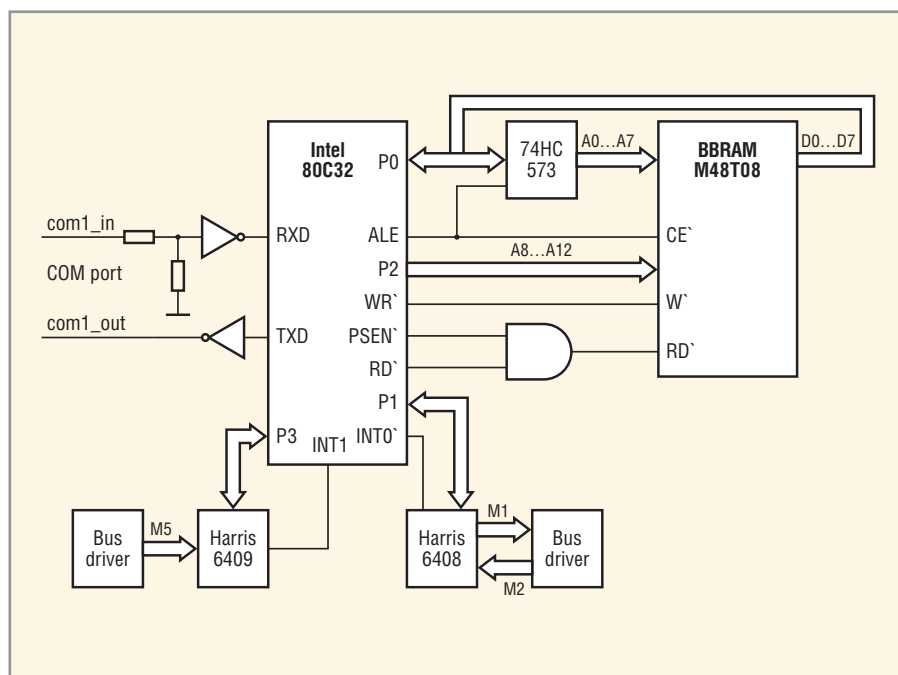 Intel
80C32
P0
74HC
573
A0...A7
BBRAM
M48T08
D0...D7
com1_in
RXD
ALE
CE`
A8...A12
COM port
P2
WR`
W`
com1_out
TXD
PSEN`
RD`
RD`
P1
P3
INT1
INT0`
M5
M1
Bus
driver
Harris
6409
Harris
6408
Bus
driver
M2